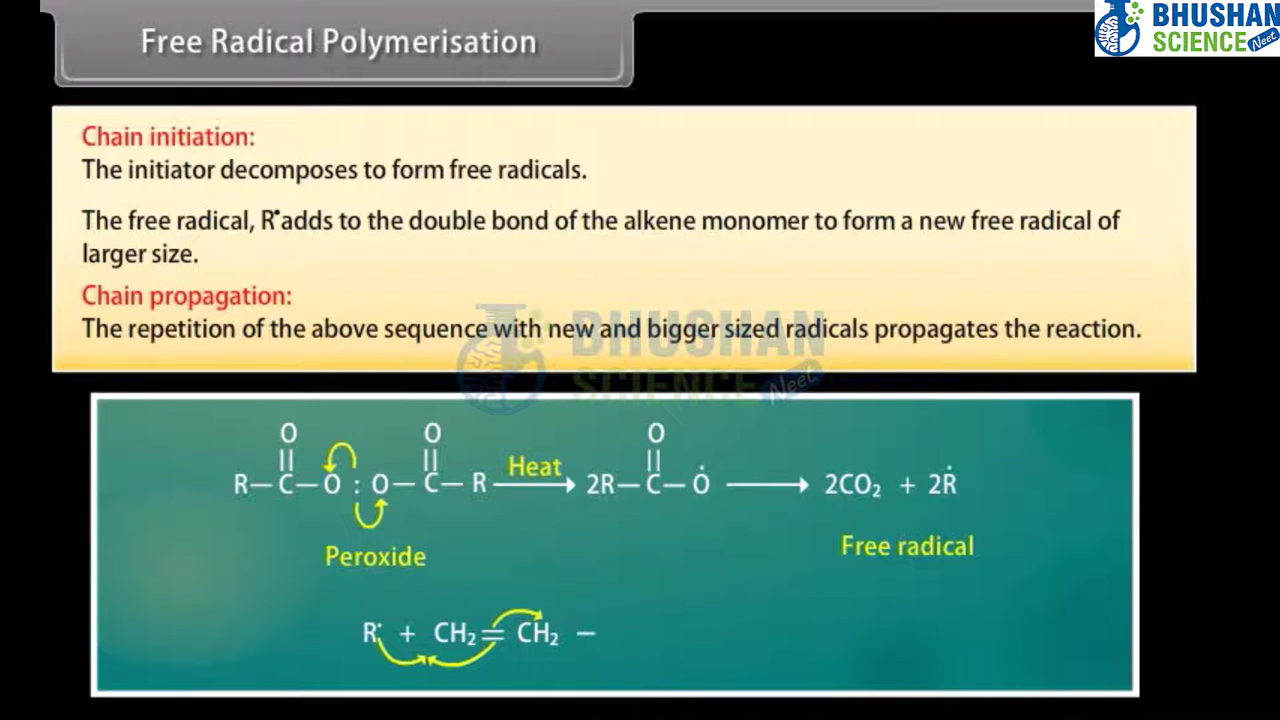 Free Radical Polymerisation
BHUSHAN
SCIENCE Neet
Chain initiation:
The initiator decomposes to form free radicals.
The free radical, R• adds to the double bond of the alkene monomer to form a new free radical of
larger size.
Chain propagation:
The repetition of the above sequence with new and bigger sized radicals propagates the reaction.
BHUSHAN
SCIENCE Neet
O O O
|| || ||
R—C—O : O—C—R Heat → 2R—C—Ȯ → 2CO₂ + 2Ṙ
Peroxide Free radical
R• + CH₂=CH₂ —